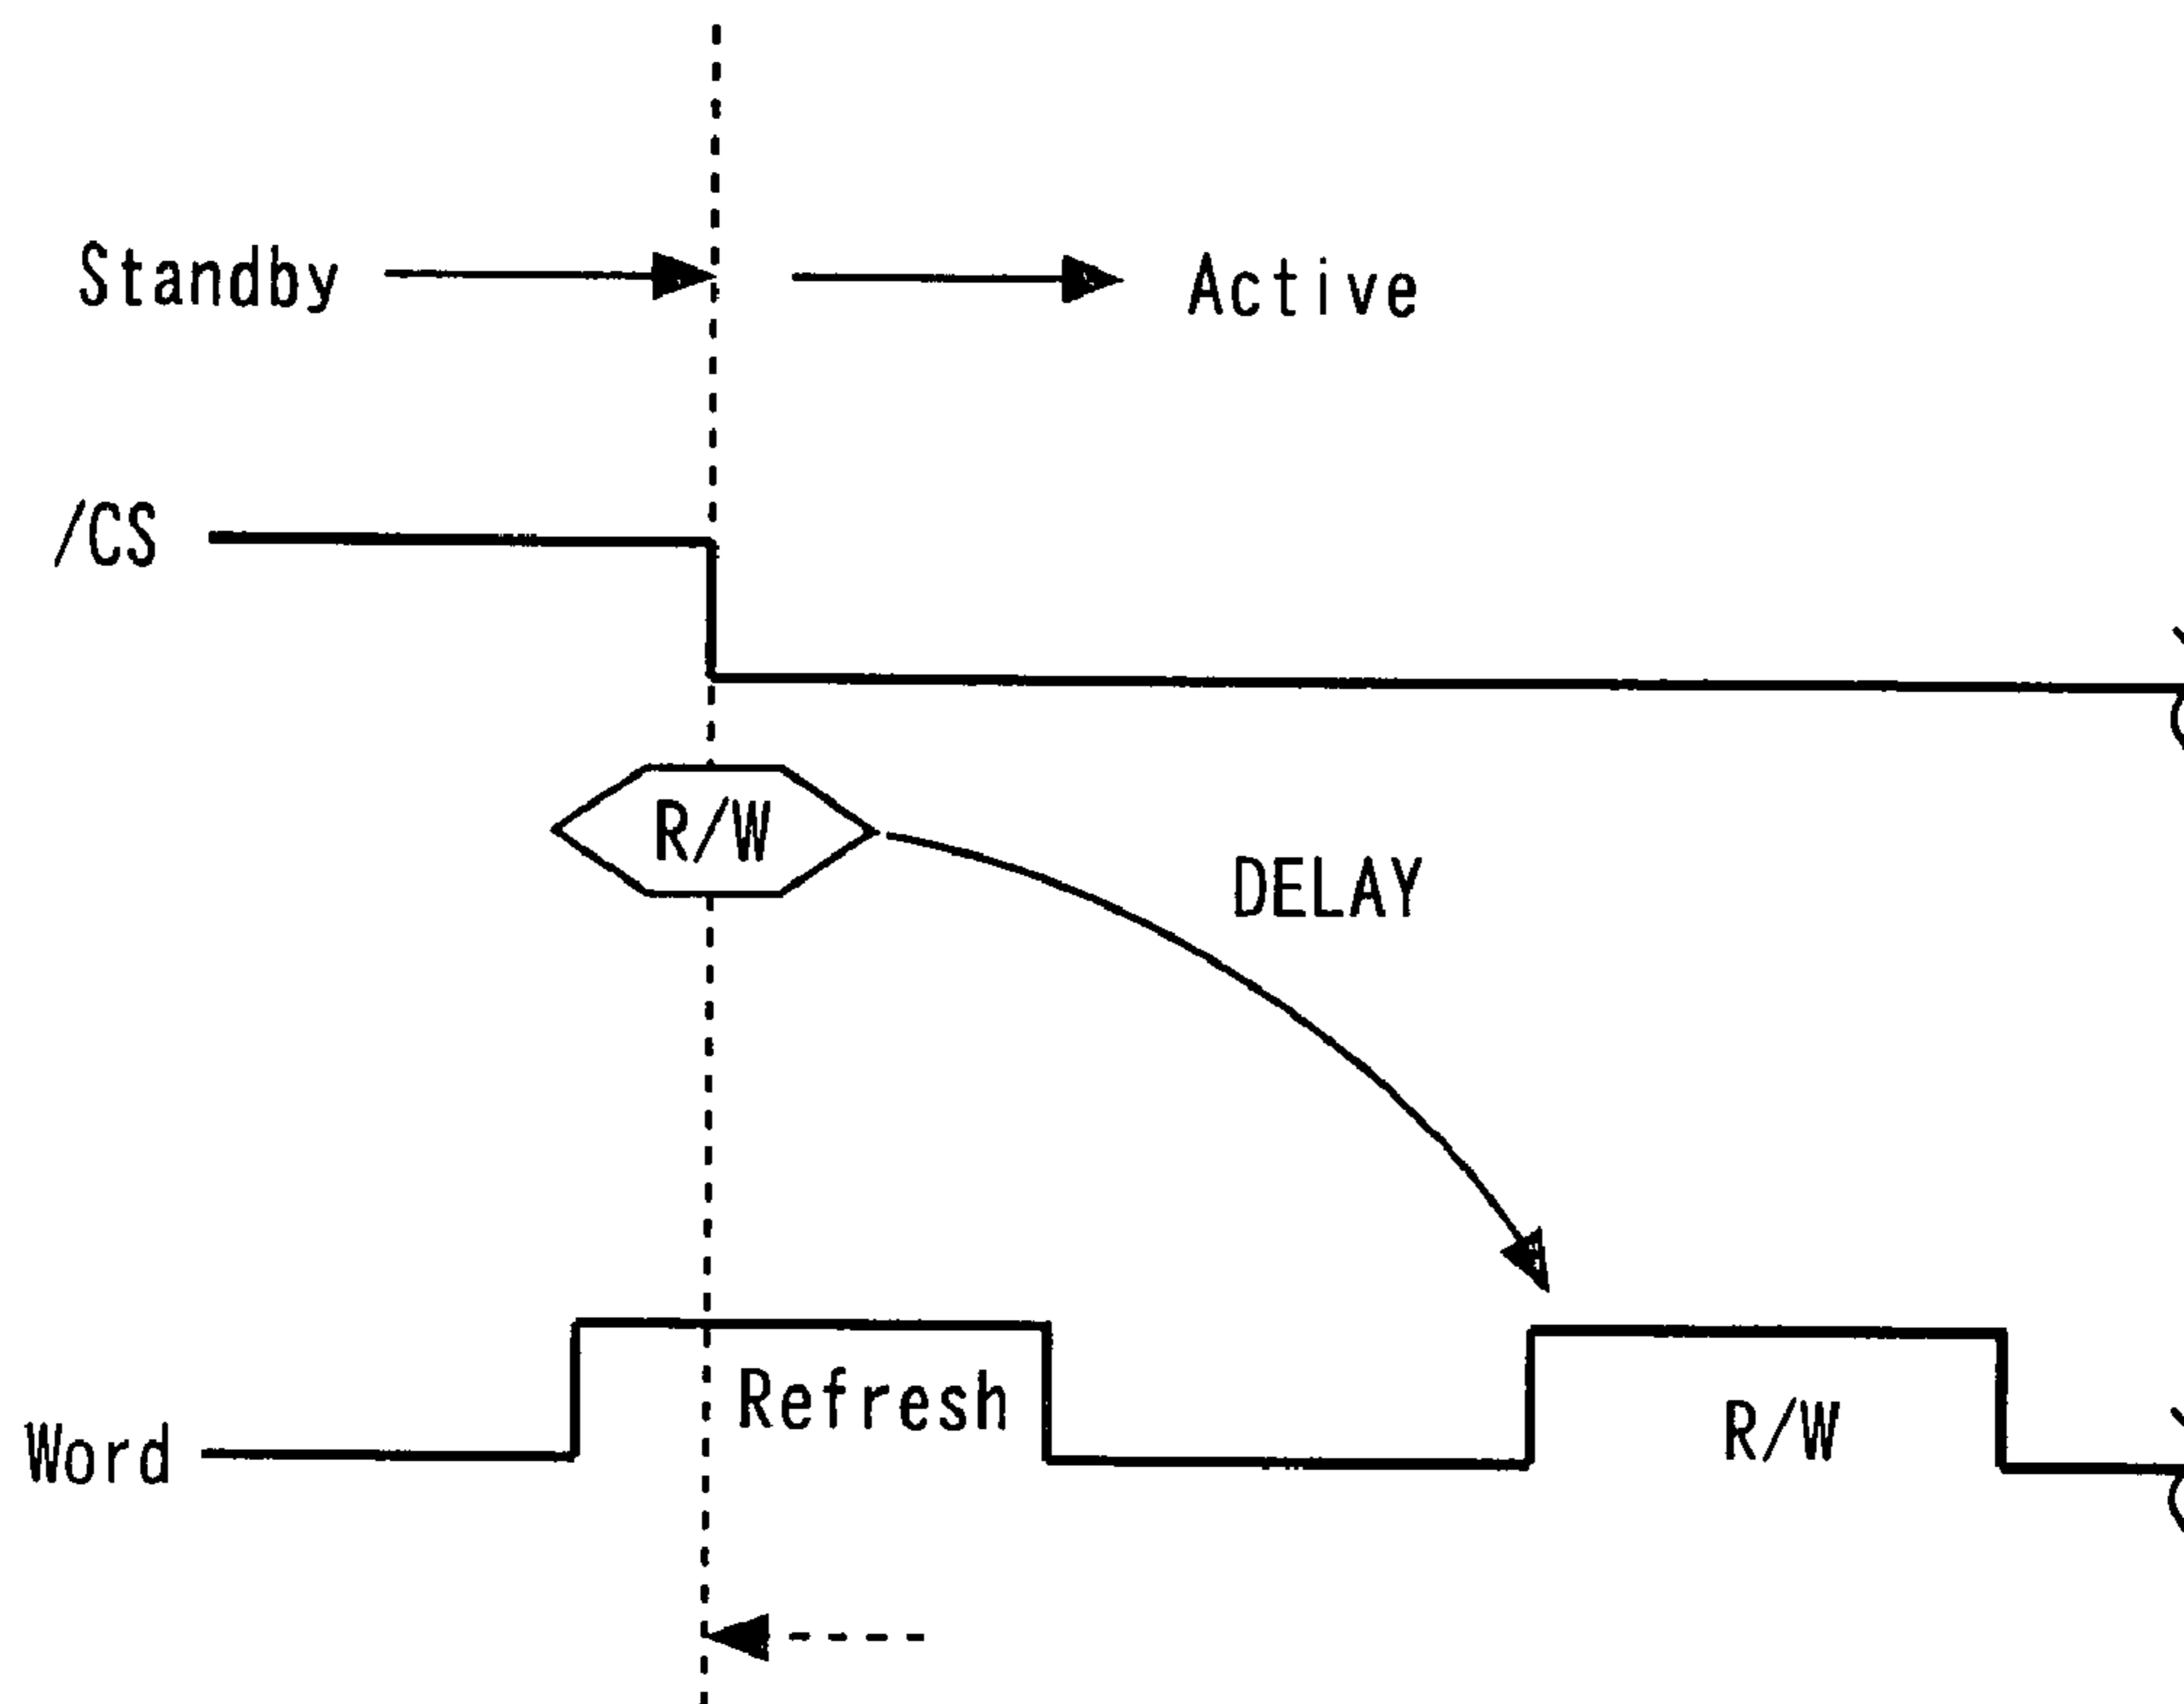 Standby
Active
/CS
R/W
DELAY
Refresh
Word
R/W